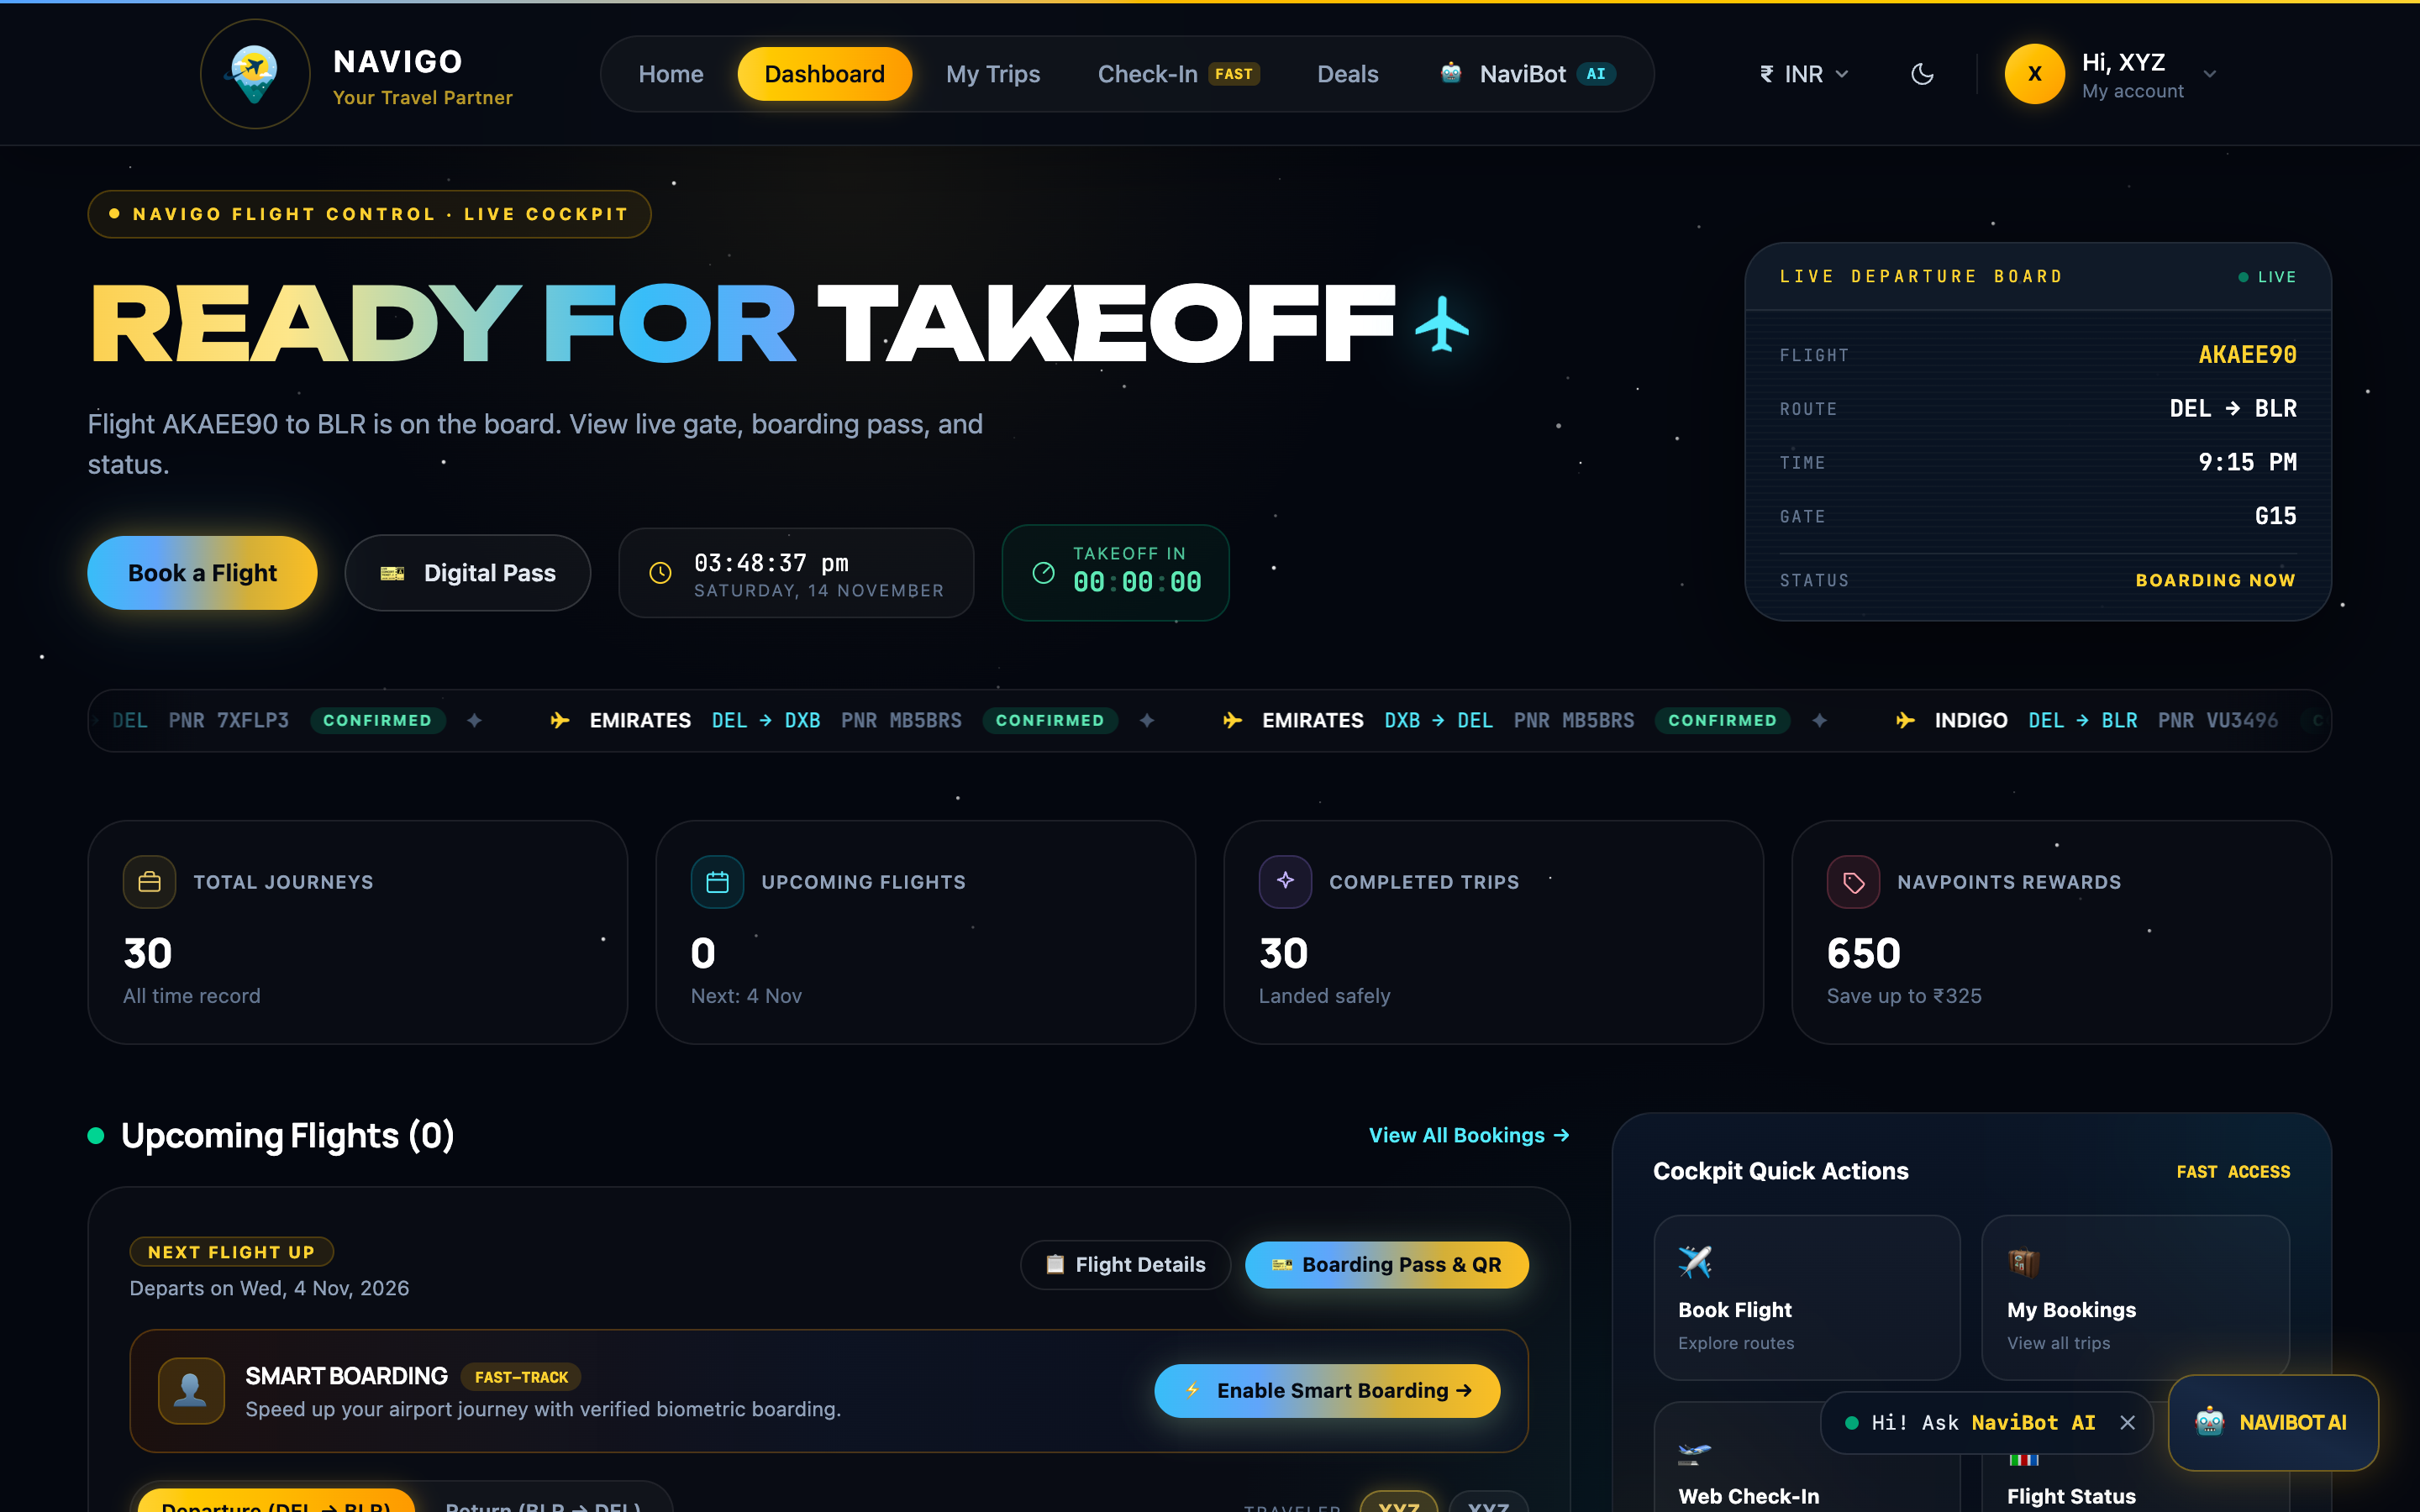 NAVIGO
Your Travel Partner
Home
Dashboard
My Trips
Check-In FAST
Deals
NaviBot AI
₹ INR
X
Hi, XYZ
My account
NAVIGO FLIGHT CONTROL · LIVE COCKPIT
READY FOR TAKEOFF
Flight AKAEE90 to BLR is on the board. View live gate, boarding pass, and
status.
Book a Flight
Digital Pass
03:48:37 pm
SATURDAY, 14 NOVEMBER
TAKEOFF IN
00:00:00
LIVE DEPARTURE BOARD
LIVE
FLIGHT AKAEE90
ROUTE DEL → BLR
TIME 9:15 PM
GATE G15
STATUS BOARDING NOW
DEL PNR 7XFLP3 CONFIRMED ✦ EMIRATES DEL → DXB PNR MB5BRS CONFIRMED ✦ EMIRATES DXB → DEL PNR MB5BRS CONFIRMED ✦ INDIGO DEL → BLR PNR VU3496
TOTAL JOURNEYS
30
All time record
UPCOMING FLIGHTS
0
Next: 4 Nov
COMPLETED TRIPS
30
Landed safely
NAVPOINTS REWARDS
650
Save up to ₹325
Upcoming Flights (0)
View All Bookings →
NEXT FLIGHT UP
Departs on Wed, 4 Nov, 2026
Flight Details
Boarding Pass & QR
SMART BOARDING FAST-TRACK
Speed up your airport journey with verified biometric boarding.
Enable Smart Boarding →
Departure (DEL → BLR)
Return (BLR → DEL)
TRAVELER
XYZ
XYZ
Cockpit Quick Actions
FAST ACCESS
Book Flight
Explore routes
My Bookings
View all trips
Web Check-In
Flight Status
Hi! Ask NaviBot AI
NAVIBOT AI